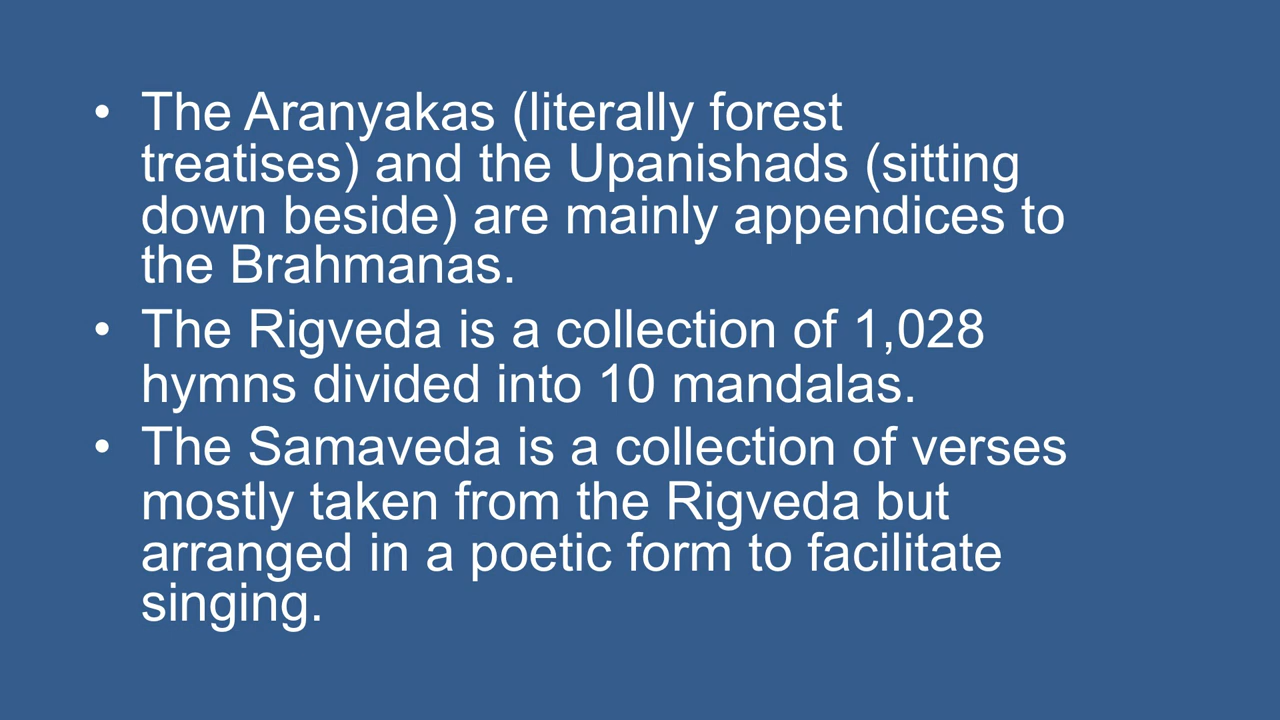 • The Aranyakas (literally forest
treatises) and the Upanishads (sitting
down beside) are mainly appendices to
the Brahmanas.
• The Rigveda is a collection of 1,028
hymns divided into 10 mandalas.
• The Samaveda is a collection of verses
mostly taken from the Rigveda but
arranged in a poetic form to facilitate
singing.